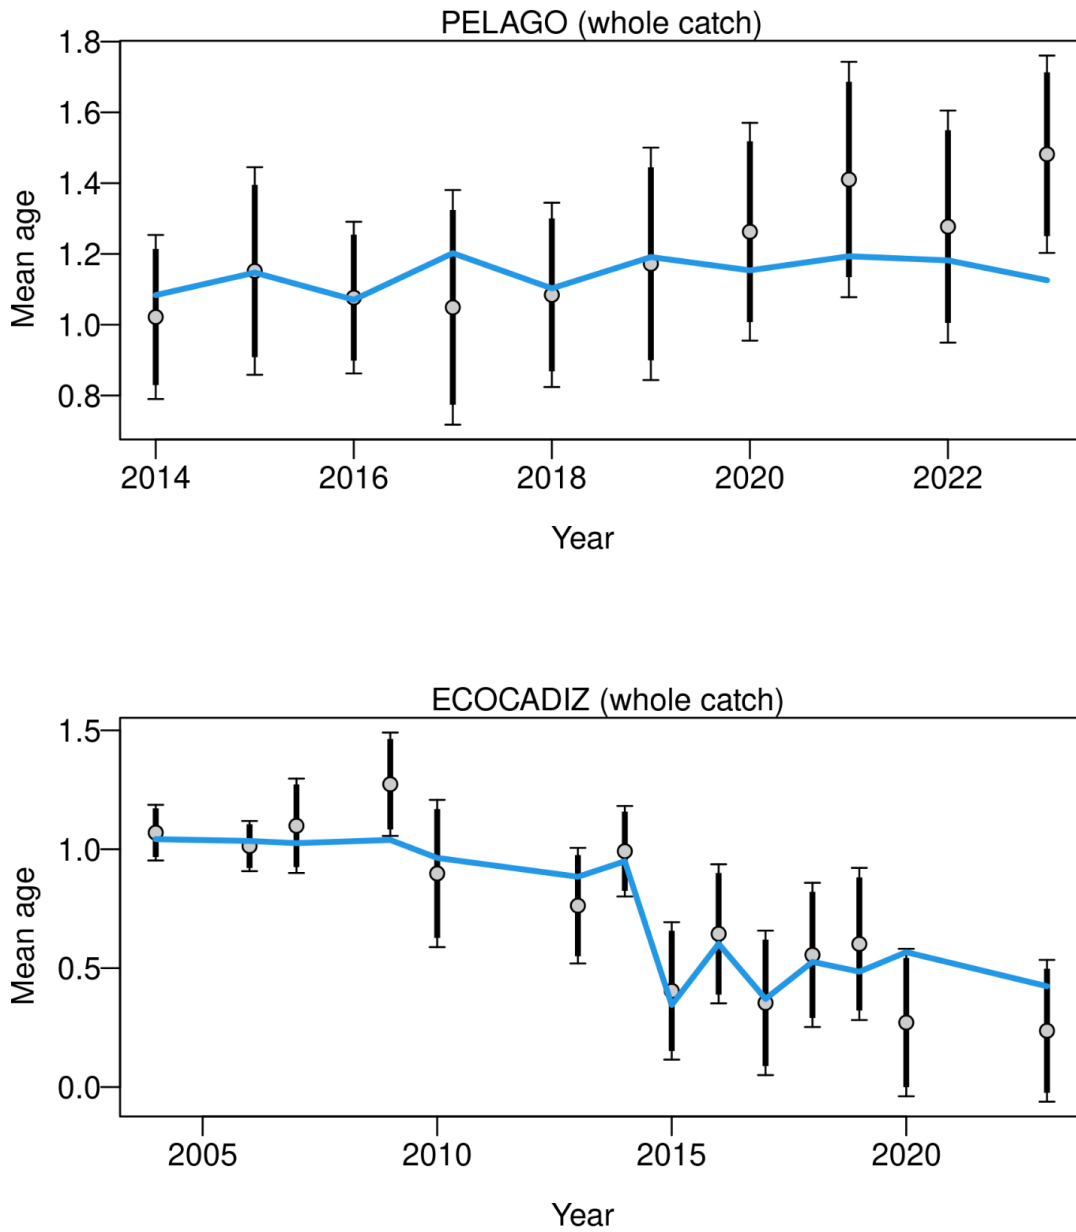 PELAGO (whole catch)
1.8
1.6
1.4
1.2
1.0
0.8
Mean age
2014 2016 2018 2020 2022
Year
ECOCADIZ (whole catch)
1.5
1.0
0.5
0.0
Mean age
2005 2010 2015 2020
Year